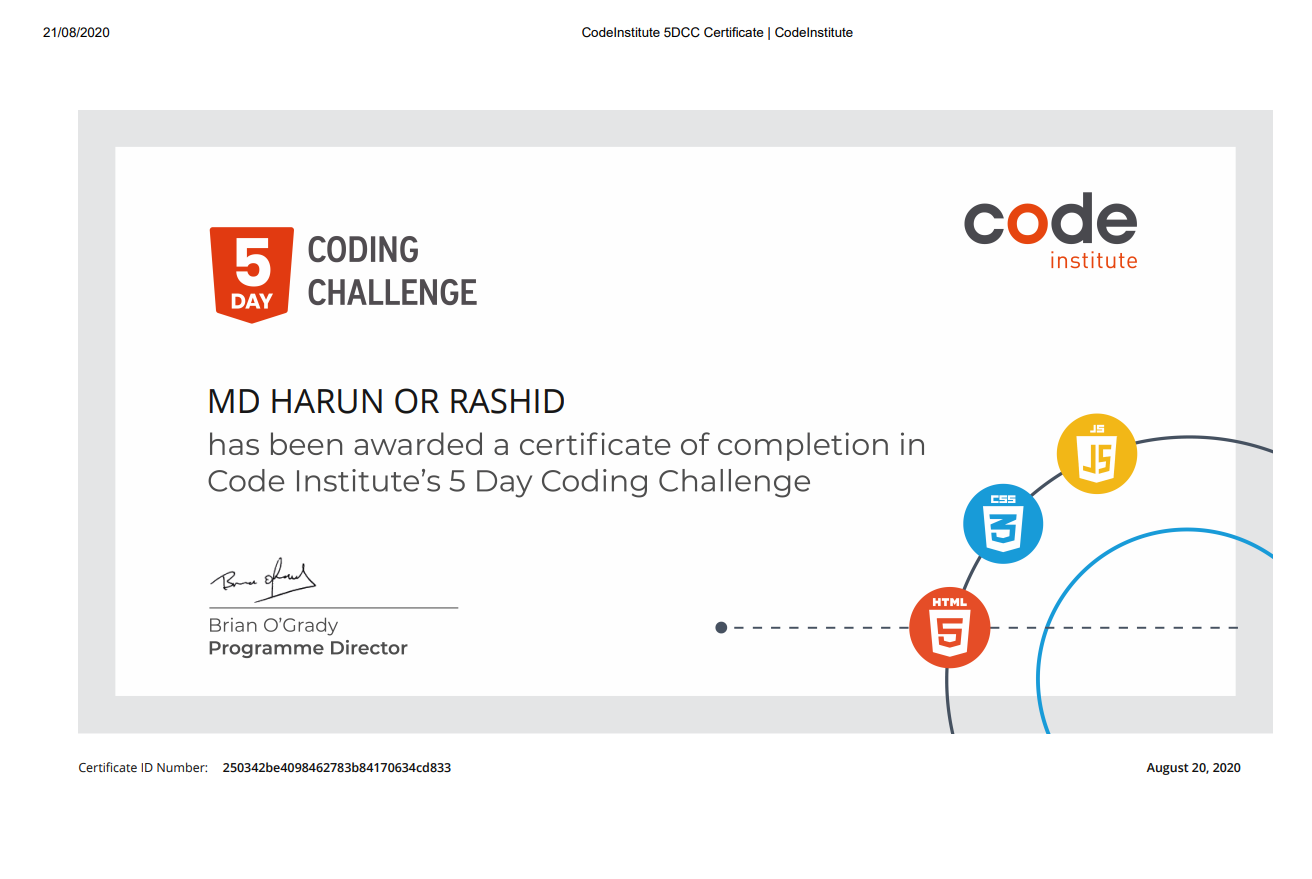 21/08/2020
CodeInstitute 5DCC Certificate | CodeInstitute
5
DAY
CODING
CHALLENGE
code
institute
MD HARUN OR RASHID
has been awarded a certificate of completion in
Code Institute’s 5 Day Coding Challenge
JS
JS
CSS
3
HTML
5
Brian O’Grady
Programme Director
Certificate ID Number: 250342be4098462783b84170634cd833
August 20, 2020